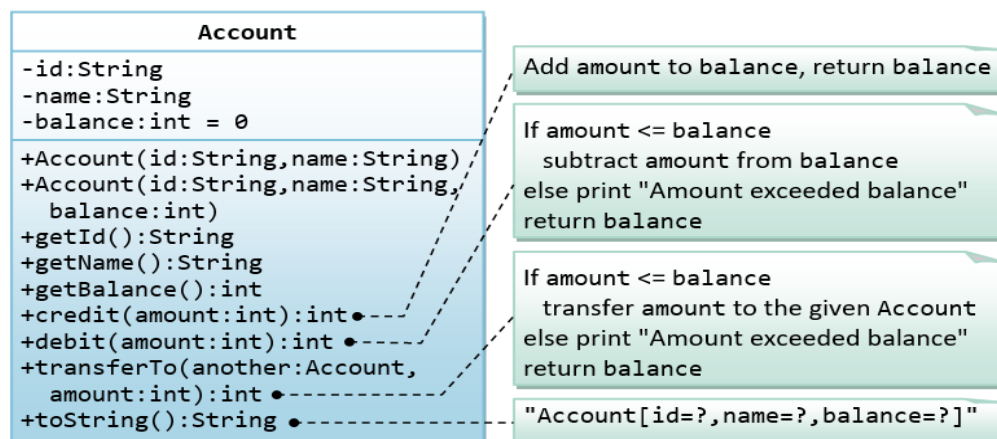 Account
-id:String
-name:String
-balance:int = 0
+Account(id:String,name:String)
+Account(id:String,name:String,
balance:int)
+getId():String
+getName():String
+getBalance():int
+credit(amount:int):int
+debit(amount:int):int
+transferTo(another:Account,
amount:int):int
+toString():String
Add amount to balance, return balance
If amount <= balance
subtract amount from balance
else print "Amount exceeded balance"
return balance
If amount <= balance
transfer amount to the given Account
else print "Amount exceeded balance"
return balance
"Account[id=?,name=?,balance=?]"